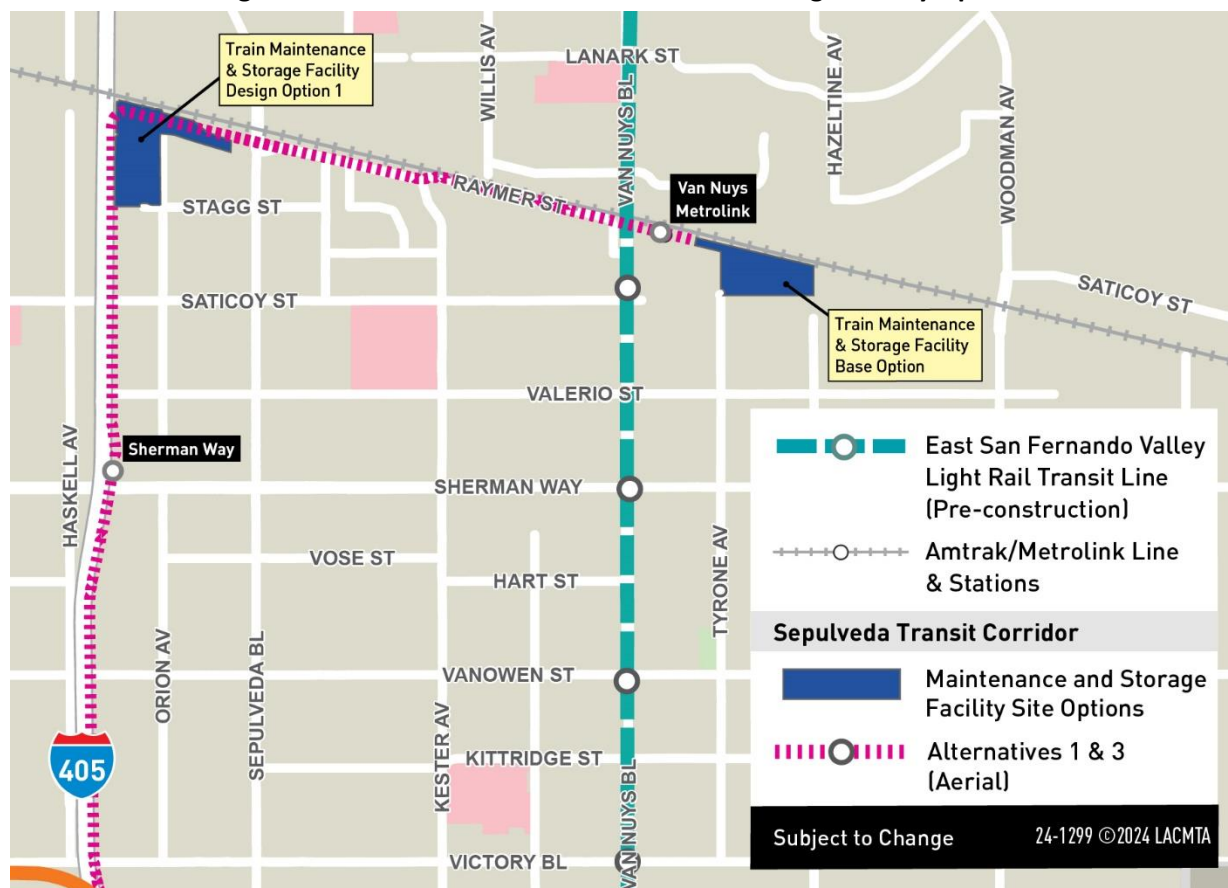 Train Maintenance
& Storage Facility
Design Option 1
LANARK ST
WILLIS AV
VAN NUYS BL
HAZELTINE AV
WOODMAN AV
RAYMER ST
Van Nuys
Metrolink
STAGG ST
SATICOY ST
SATICOY ST
Train Maintenance
& Storage Facility
Base Option
VALERIO ST
HASKELL AV
Sherman Way
SHERMAN WAY
VOSE ST
HART ST
TYRONE AV
ORION AV
SEPULVEDA BL
KESTER AV
VANOWEN ST
KITTRIDGE ST
VAN NUYS BL
VICTORY BL
405
East San Fernando Valley
Light Rail Transit Line
(Pre-construction)
Amtrak/Metrolink Line
& Stations
Sepulveda Transit Corridor
Maintenance and Storage
Facility Site Options
Alternatives 1 & 3
(Aerial)
Subject to Change
24-1299 ©2024 LACMTA